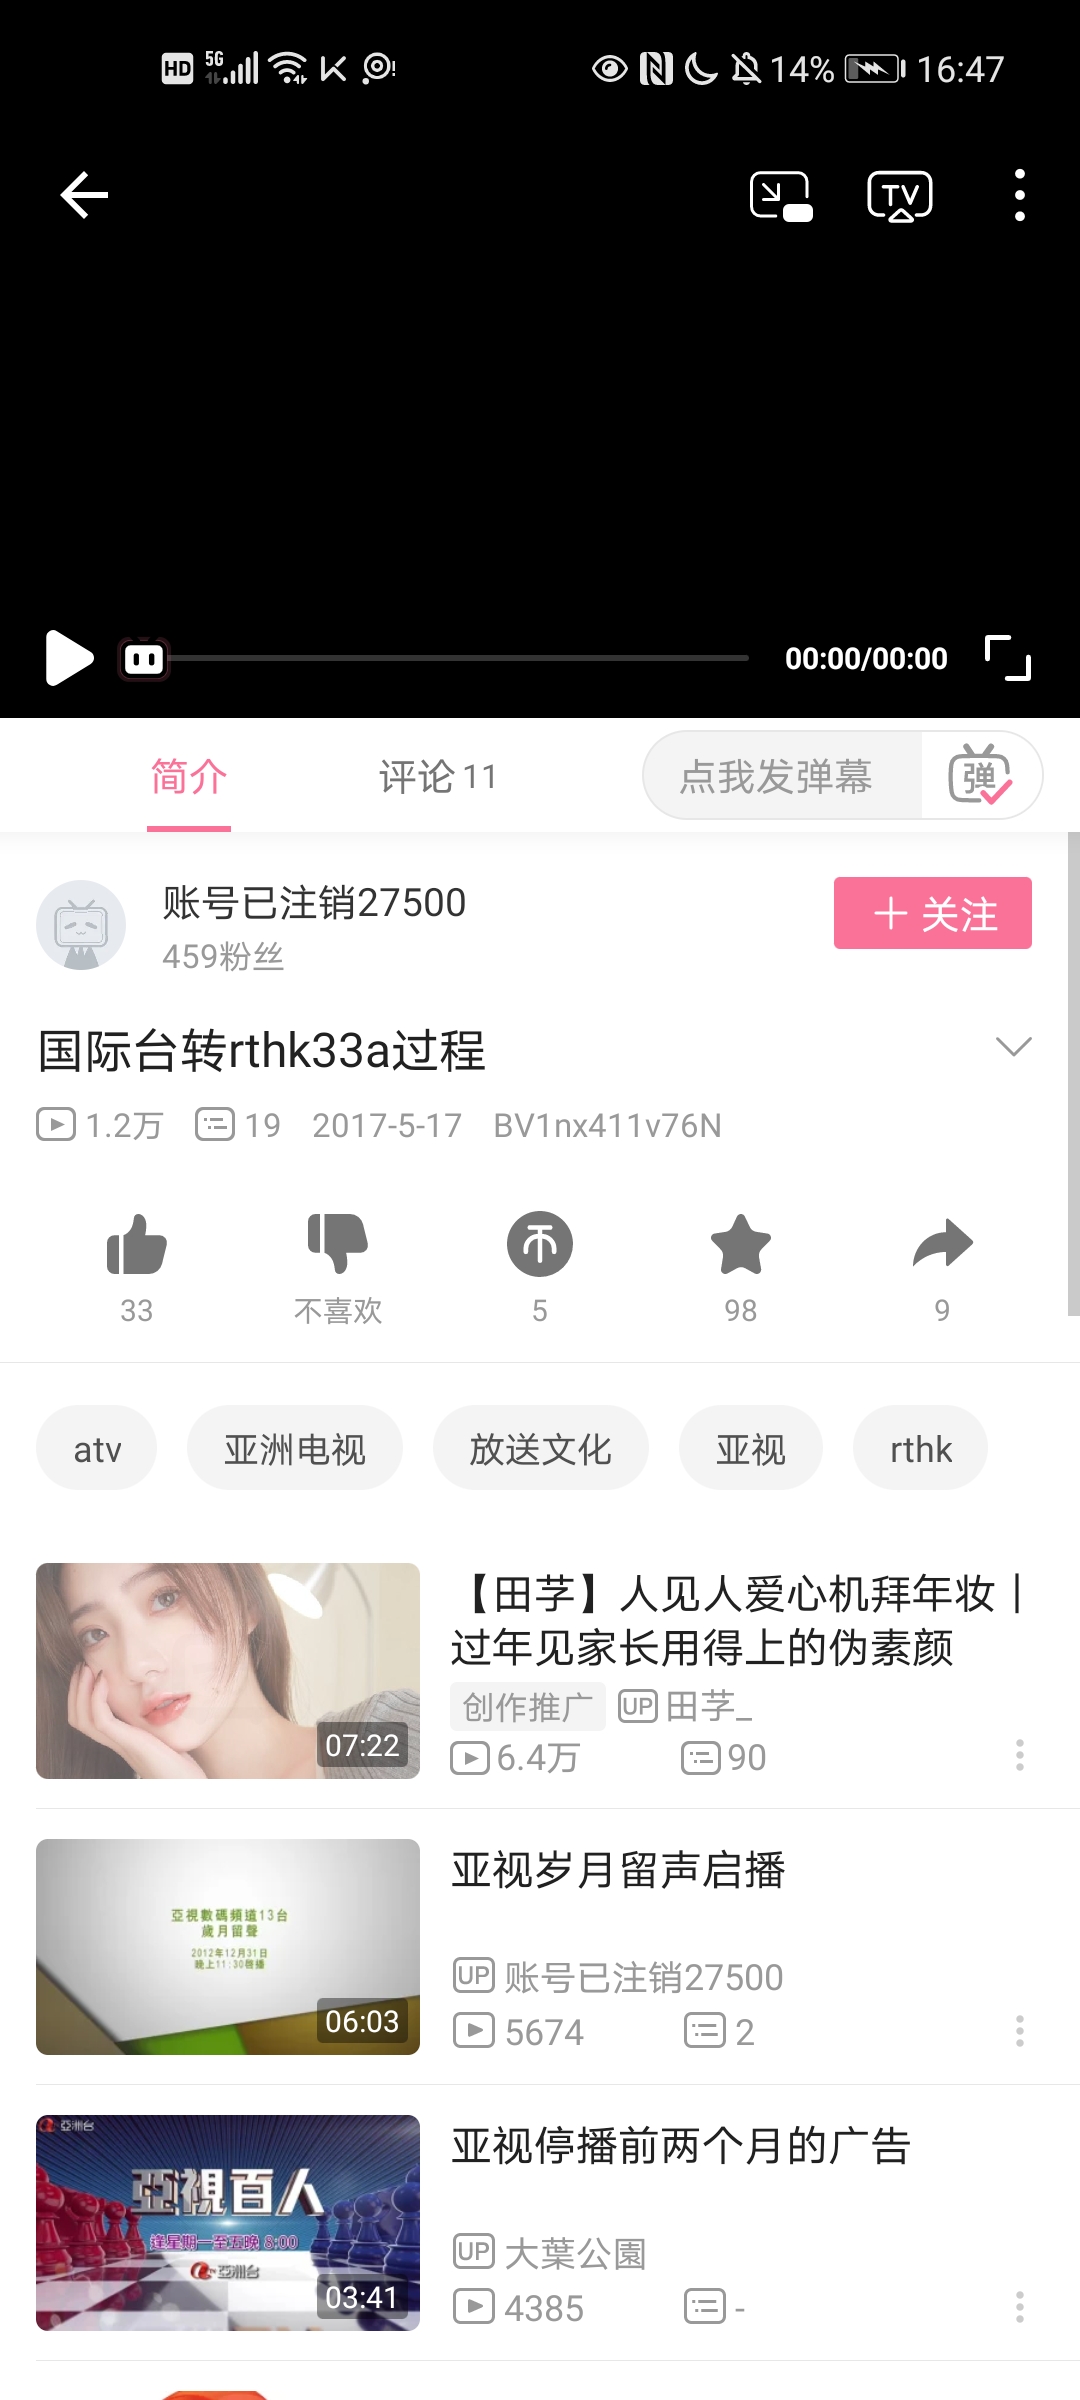 HD 5G 14% 16:47
TV
00:00/00:00
简介 评论 11 点我发弹幕 弹
账号已注销27500
459粉丝
＋ 关注
国际台转rthk33a过程
1.2万 19 2017-5-17 BV1nx411v76N
33 不喜欢 5 98 9
atv 亚洲电视 放送文化 亚视 rthk
07:22
【田芓】人见人爱心机拜年妆｜
过年见家长用得上的伪素颜
创作推广 UP 田芓_
6.4万 90
亞視數碼頻道13台
歲月留聲
2012年12月31日
晚上11:30啓播
06:03
亚视岁月留声启播
UP 账号已注销27500
5674 2
亞洲台
亞視百人
逢星期一至五晚 8:00
亞洲台
03:41
亚视停播前两个月的广告
UP 大葉公園
4385 -